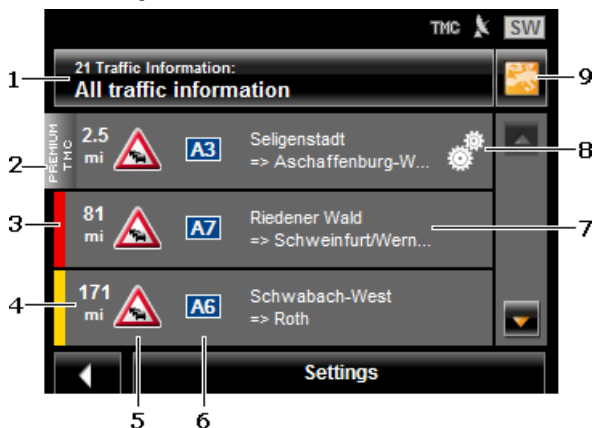 TMC SW
21 Traffic Information:
All traffic information
1
9
PREMIUM
TMC
2.5
mi
A3
Seligenstadt
=> Aschaffenburg-W...
2
8
81
mi
A7
Riedener Wald
=> Schweinfurt/Wern...
3
7
171
mi
A6
Schwabach-West
=> Roth
4
Settings
5 6